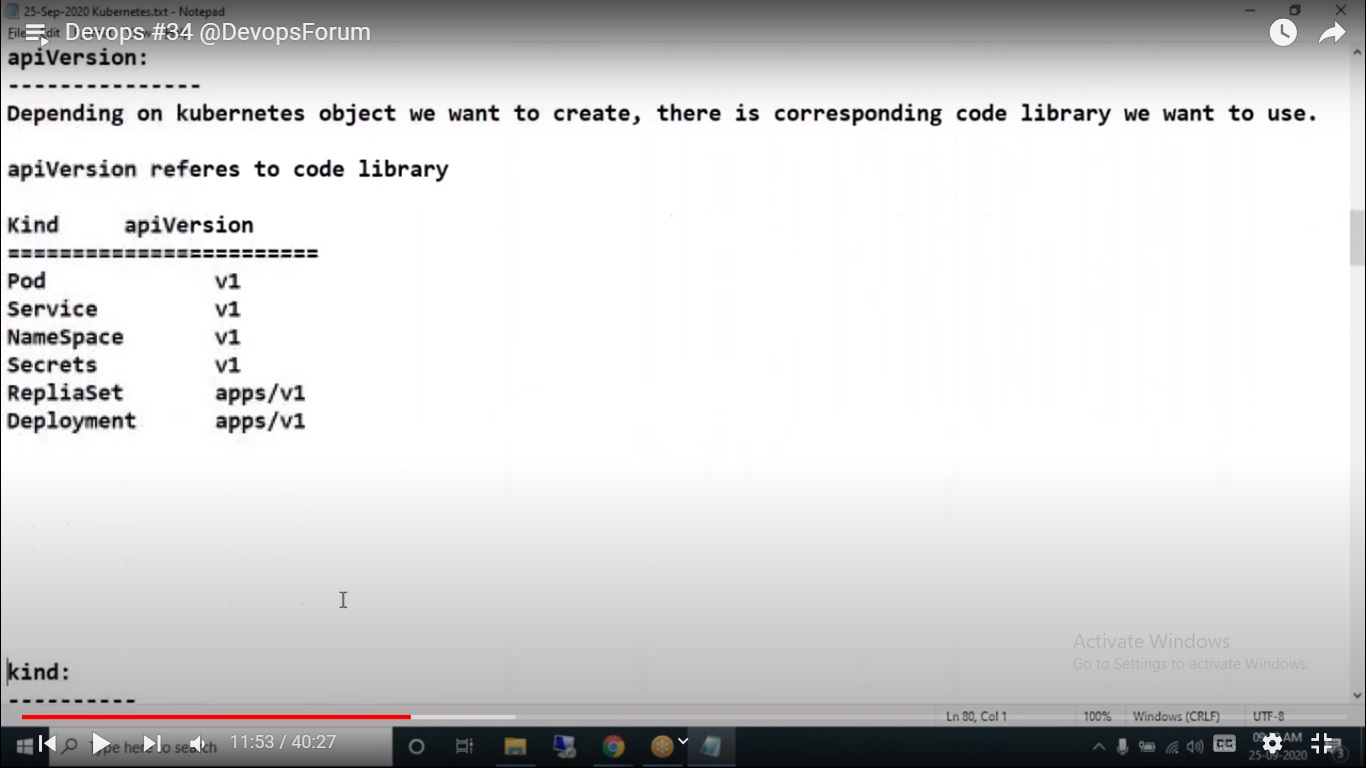 25-Sep-2020 Kubernetes.txt - Notepad
Devops #34 @DevopsForum
apiVersion:
---------------
Depending on kubernetes object we want to create, there is corresponding code library we want to use.
apiVersion referes to code library
Kind apiVersion
========================
Pod v1
Service v1
NameSpace v1
Secrets v1
RepliaSet apps/v1
Deployment apps/v1
Activate Windows
Go to Settings to activate Windows.
kind:
----------
Ln 80, Col 1 100% Windows (CRLF) UTF-8
Type here to search 11:53 / 40:27 CC AM
25-09-2020 3